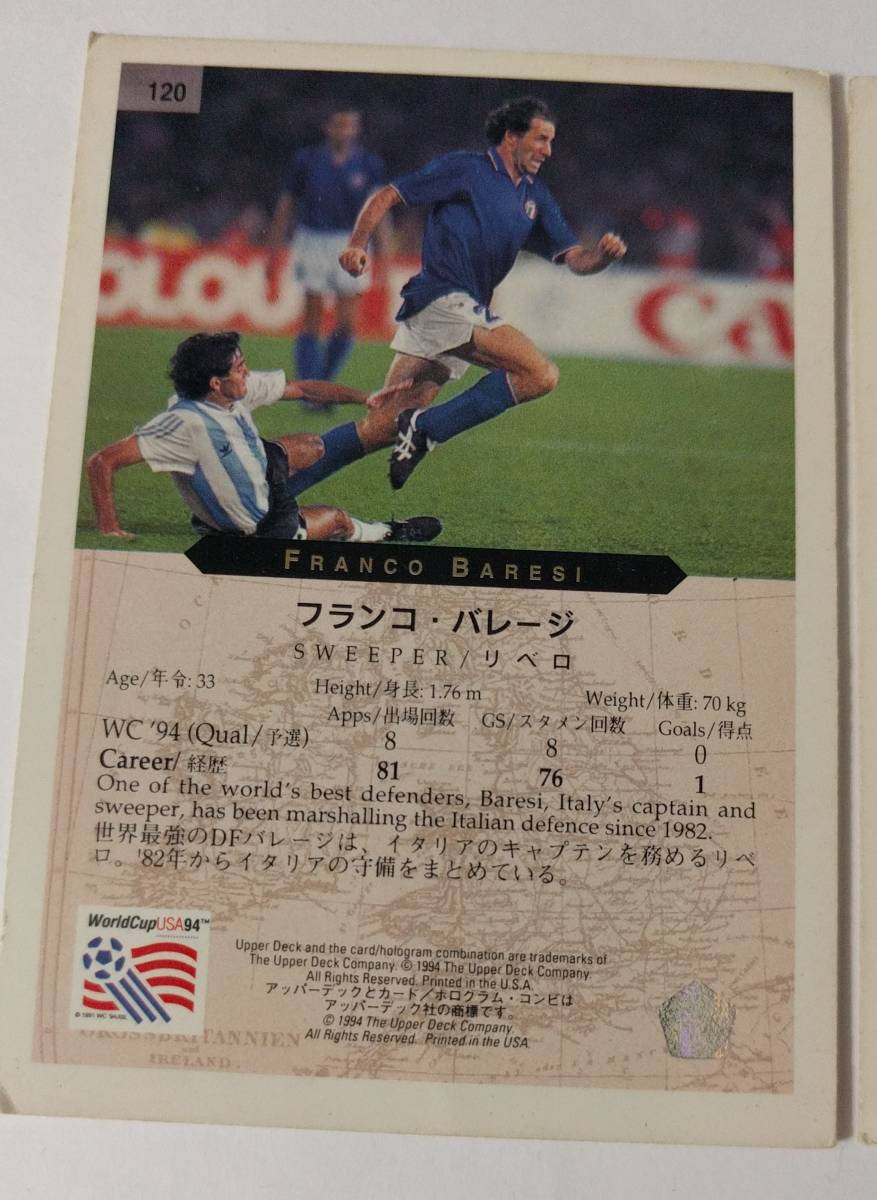 120
OLOU
Ca
FRANCO BARESI
フランコ・バレージ
SWEEPER/リベロ
Age/年令: 33 Height/身長: 1.76 m Weight/体重: 70 kg
Apps/出場回数 GS/スタメン回数 Goals/得点
WC '94 (Qual/予選) 8 8 0
Career/経歴 81 76 1
One of the world's best defenders, Baresi, Italy's captain and
sweeper, has been marshalling the Italian defence since 1982.
世界最強のDFバレージは、イタリアのキャプテンを務めるリベ
ロ。'82年からイタリアの守備をまとめている。
WorldCupUSA94™
Upper Deck and the card/hologram combination are trademarks of
The Upper Deck Company. © 1994 The Upper Deck Company.
All Rights Reserved. Printed in the U.S.A.
アッパーデックとカード/ホログラム・コンビは
アッパーデック社の商標です。
© 1994 The Upper Deck Company.
All Rights Reserved. Printed in the USA.
GROSSBRITANNIEN
IRELAND